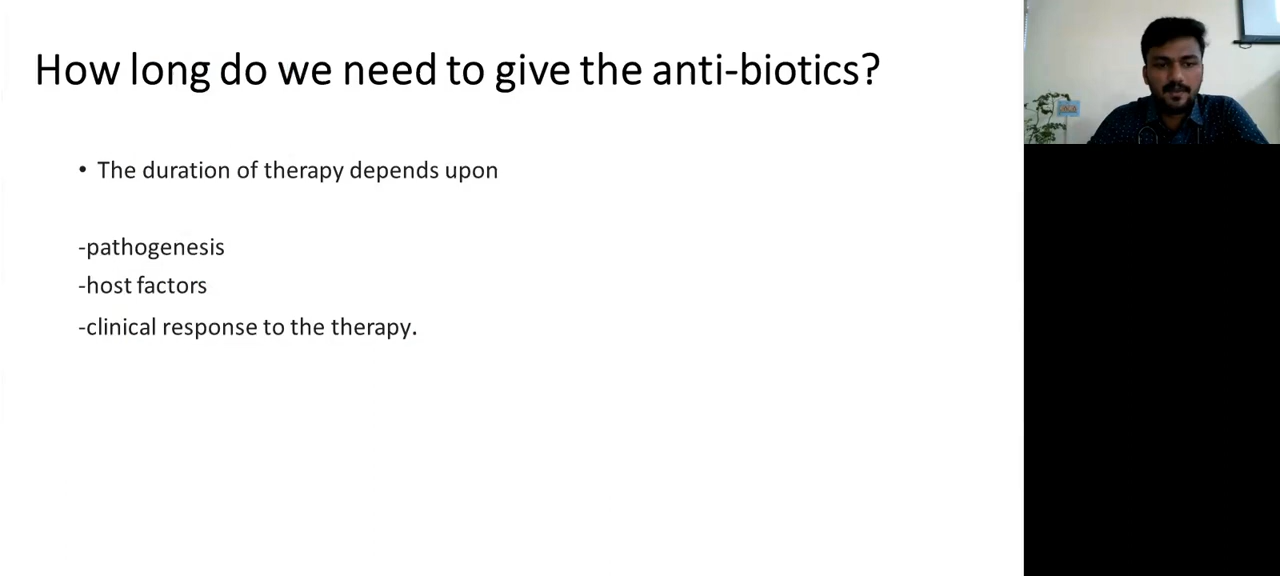 How long do we need to give the anti-biotics?
• The duration of therapy depends upon
-pathogenesis
-host factors
-clinical response to the therapy.